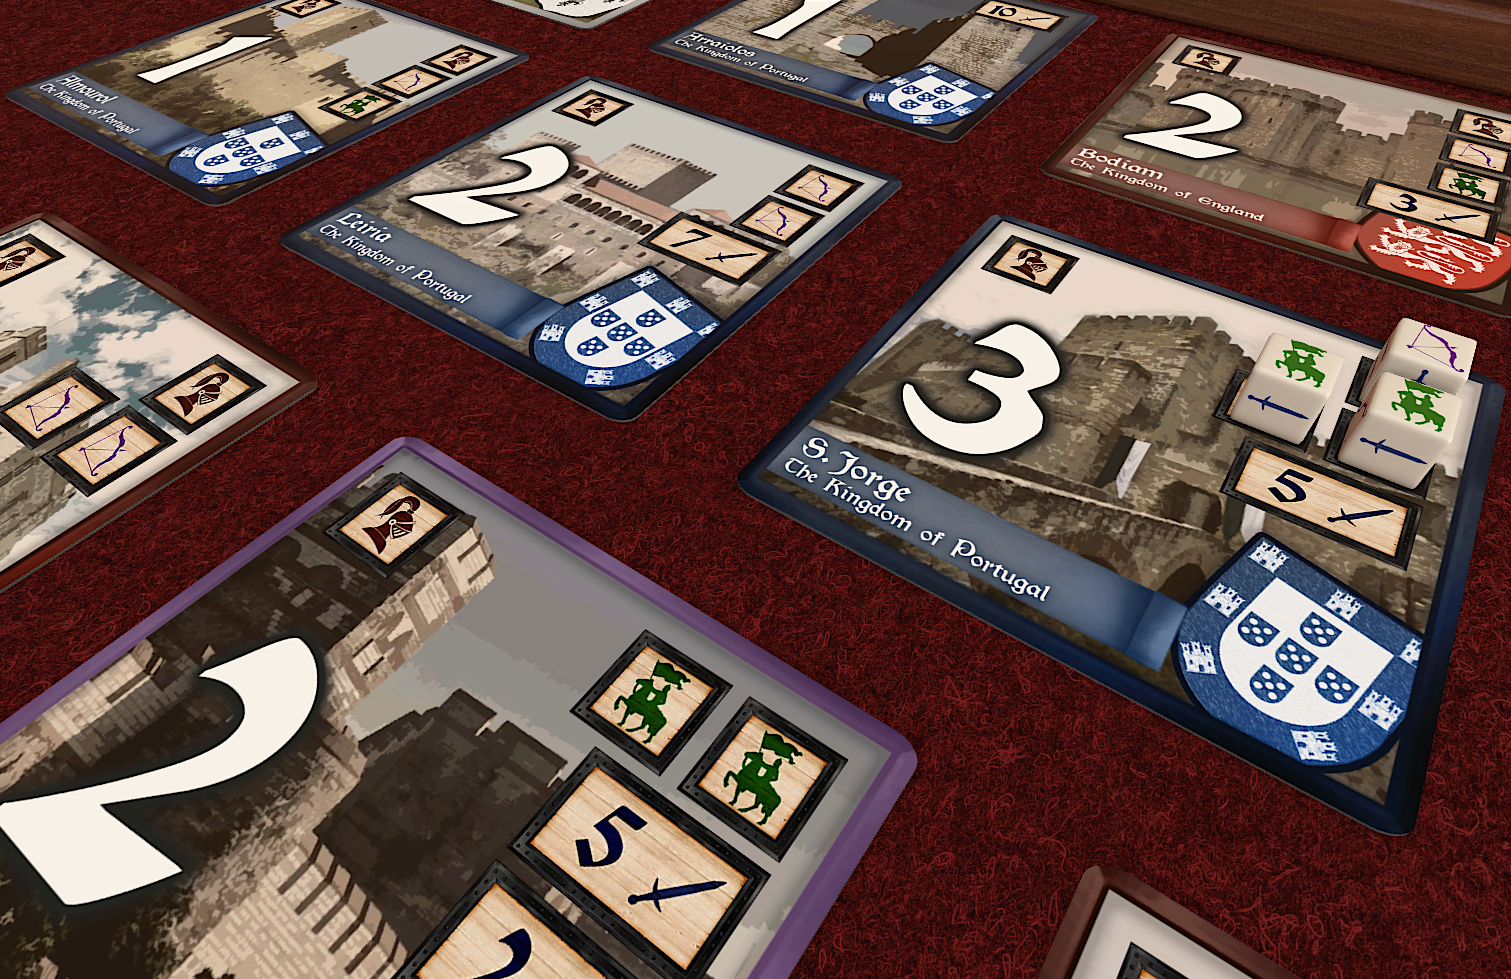 1
Almourol
The Kingdom of Portugal
1
10
Arraiolos
The Kingdom of Portugal
2
Bodiam
The Kingdom of England
3
2
Leiria
The Kingdom of Portugal
7
3
S. Jorge
The Kingdom of Portugal
5
2
5